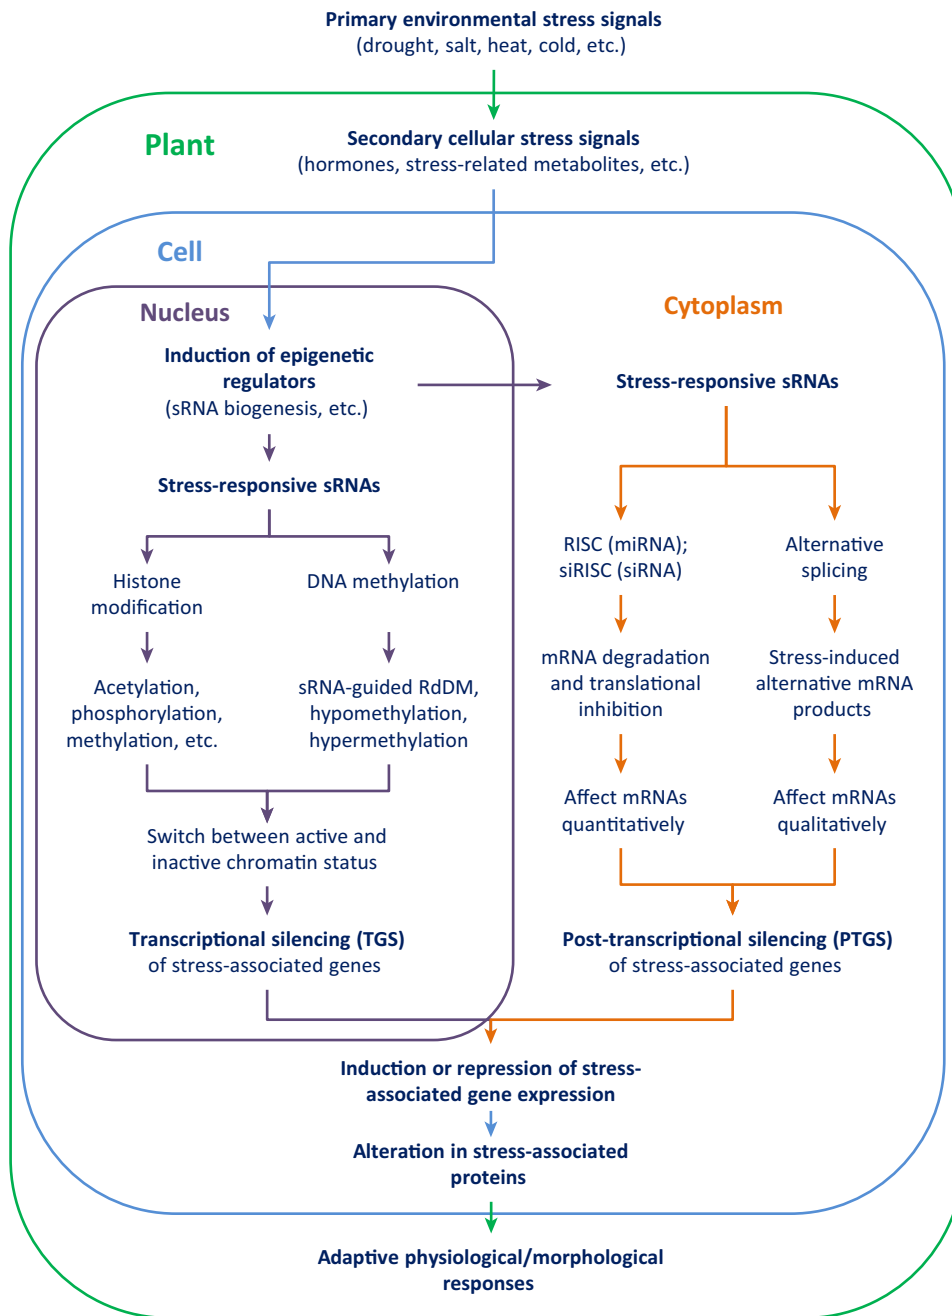 Primary environmental stress signals
(drought, salt, heat, cold, etc.)
Plant
Secondary cellular stress signals
(hormones, stress-related metabolites, etc.)
Cell
Nucleus
Cytoplasm
Induction of epigenetic
regulators
(sRNA biogenesis, etc.)
Stress-responsive sRNAs
Stress-responsive sRNAs
Histone
modification
DNA methylation
RISC (miRNA);
siRISC (siRNA)
Alternative
splicing
Acetylation,
phosphorylation,
methylation, etc.
sRNA-guided RdDM,
hypomethylation,
hypermethylation
mRNA degradation
and translational
inhibition
Stress-induced
alternative mRNA
products
Switch between active and
inactive chromatin status
Affect mRNAs
quantitatively
Affect mRNAs
qualitatively
Transcriptional silencing (TGS)
of stress-associated genes
Post-transcriptional silencing (PTGS)
of stress-associated genes
Induction or repression of stress-
associated gene expression
Alteration in stress-associated
proteins
Adaptive physiological/morphological
responses